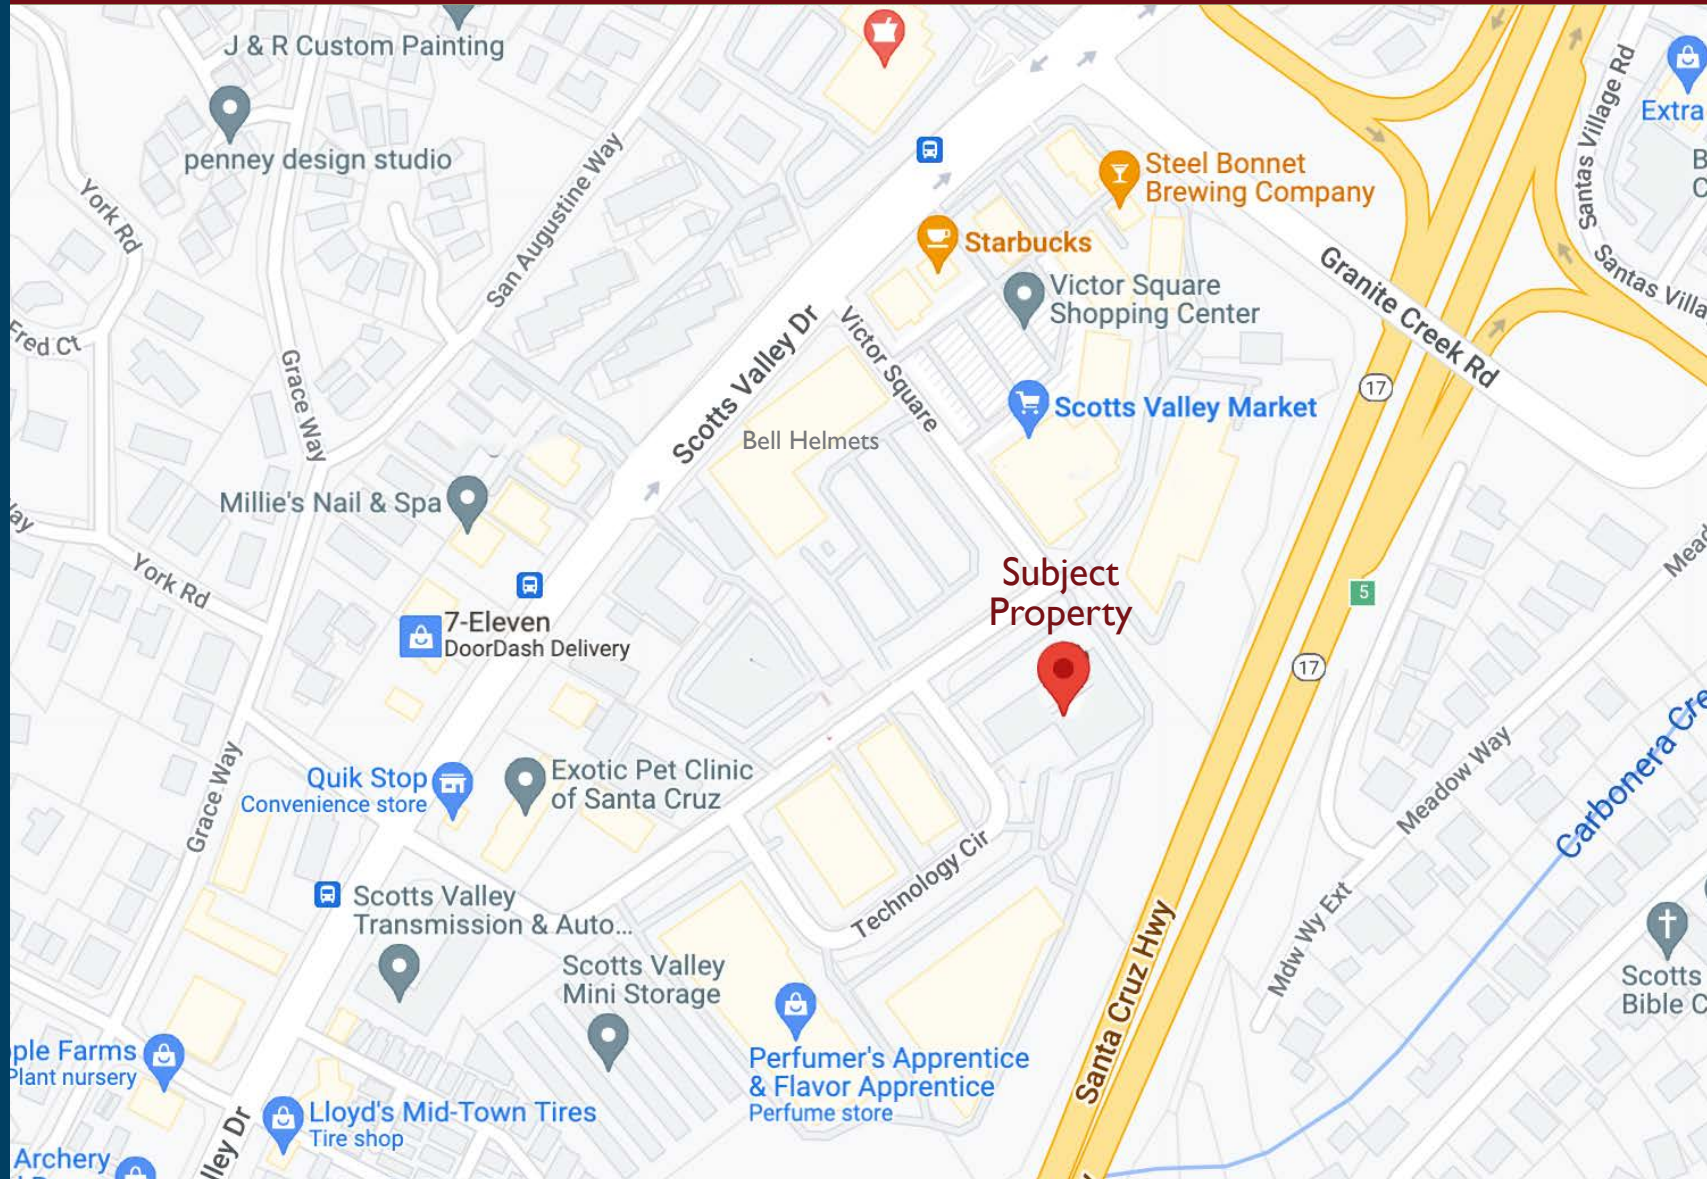 J & R Custom Painting
penney design studio
York Rd
San Augustine Way
Steel Bonnet
Brewing Company
Starbucks
Victor Square
Shopping Center
Santas Village Rd
Extra
Santas Villa
Granite Creek Rd
Fred Ct
Grace Way
Scotts Valley Dr
Victor Square
17
Scotts Valley Market
Bell Helmets
Millie's Nail & Spa
York Rd
Subject
Property
5
7-Eleven
DoorDash Delivery
17
Meadow Way
Carbonera Cre
Grace Way
Quik Stop
Convenience store
Exotic Pet Clinic
of Santa Cruz
Technology Cir
Scotts Valley
Transmission & Auto...
Mdw Wy Ext
Santa Cruz Hwy
Scotts Valley
Mini Storage
Scotts
Bible C
ple Farms
Plant nursery
Perfumer's Apprentice
& Flavor Apprentice
Perfume store
Lloyd's Mid-Town Tires
Tire shop
lley Dr
Archery